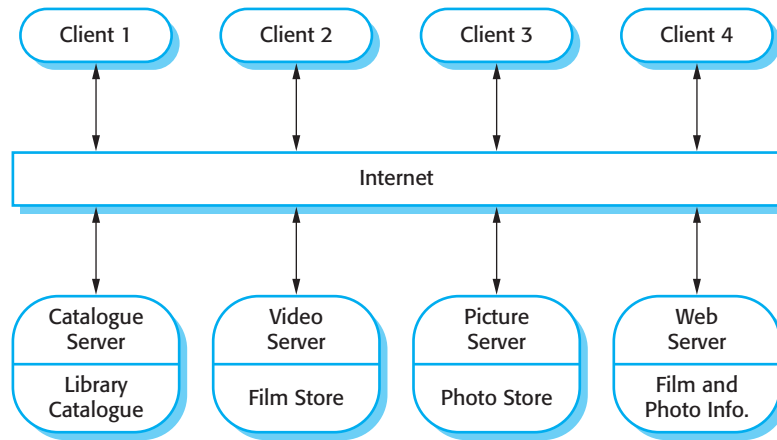 Client 1
Client 2
Client 3
Client 4
Internet
Catalogue
Server
Library
Catalogue
Video
Server
Film Store
Picture
Server
Photo Store
Web
Server
Film and
Photo Info.